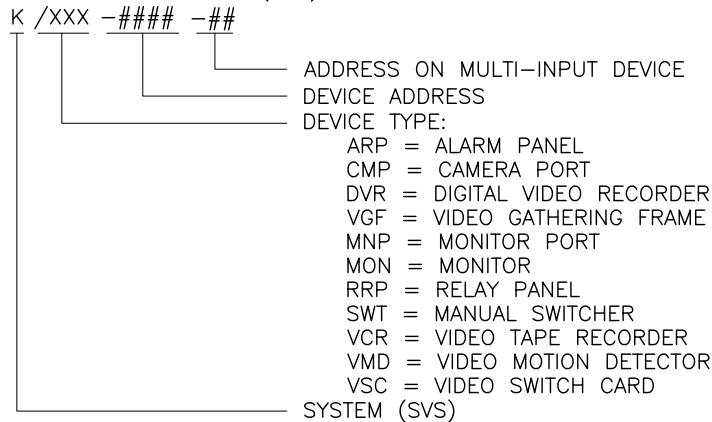 K /XXX -#### -##
ADDRESS ON MULTI-INPUT DEVICE
DEVICE ADDRESS
DEVICE TYPE:
ARP = ALARM PANEL
CMP = CAMERA PORT
DVR = DIGITAL VIDEO RECORDER
VGF = VIDEO GATHERING FRAME
MNP = MONITOR PORT
MON = MONITOR
RRP = RELAY PANEL
SWT = MANUAL SWITCHER
VCR = VIDEO TAPE RECORDER
VMD = VIDEO MOTION DETECTOR
VSC = VIDEO SWITCH CARD
SYSTEM (SVS)